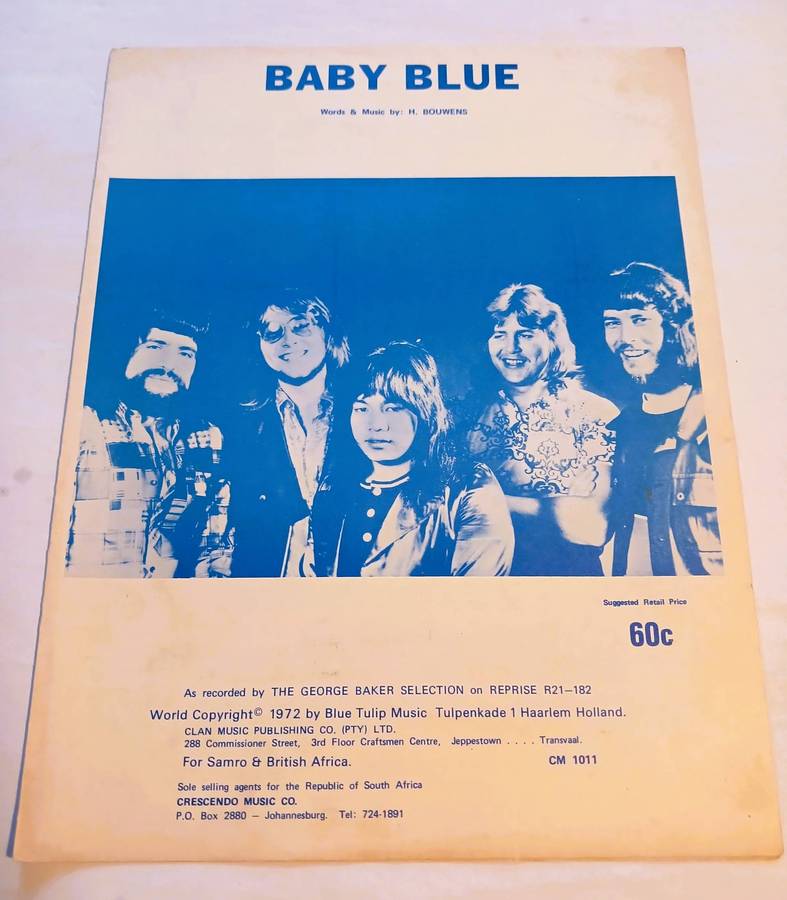 BABY BLUE
Words & Music by: H. BOUWENS
Suggested Retail Price
60c
As recorded by THE GEORGE BAKER SELECTION on REPRISE R21-182
World Copyright© 1972 by Blue Tulip Music Tulpenkade 1 Haarlem Holland.
CLAN MUSIC PUBLISHING CO. (PTY) LTD.
288 Commissioner Street, 3rd Floor Craftsmen Centre, Jeppestown . . . . Transvaal.
For Samro & British Africa. CM 1011
Sole selling agents for the Republic of South Africa
CRESCENDO MUSIC CO.
P.O. Box 2880 — Johannesburg. Tel: 724-1891